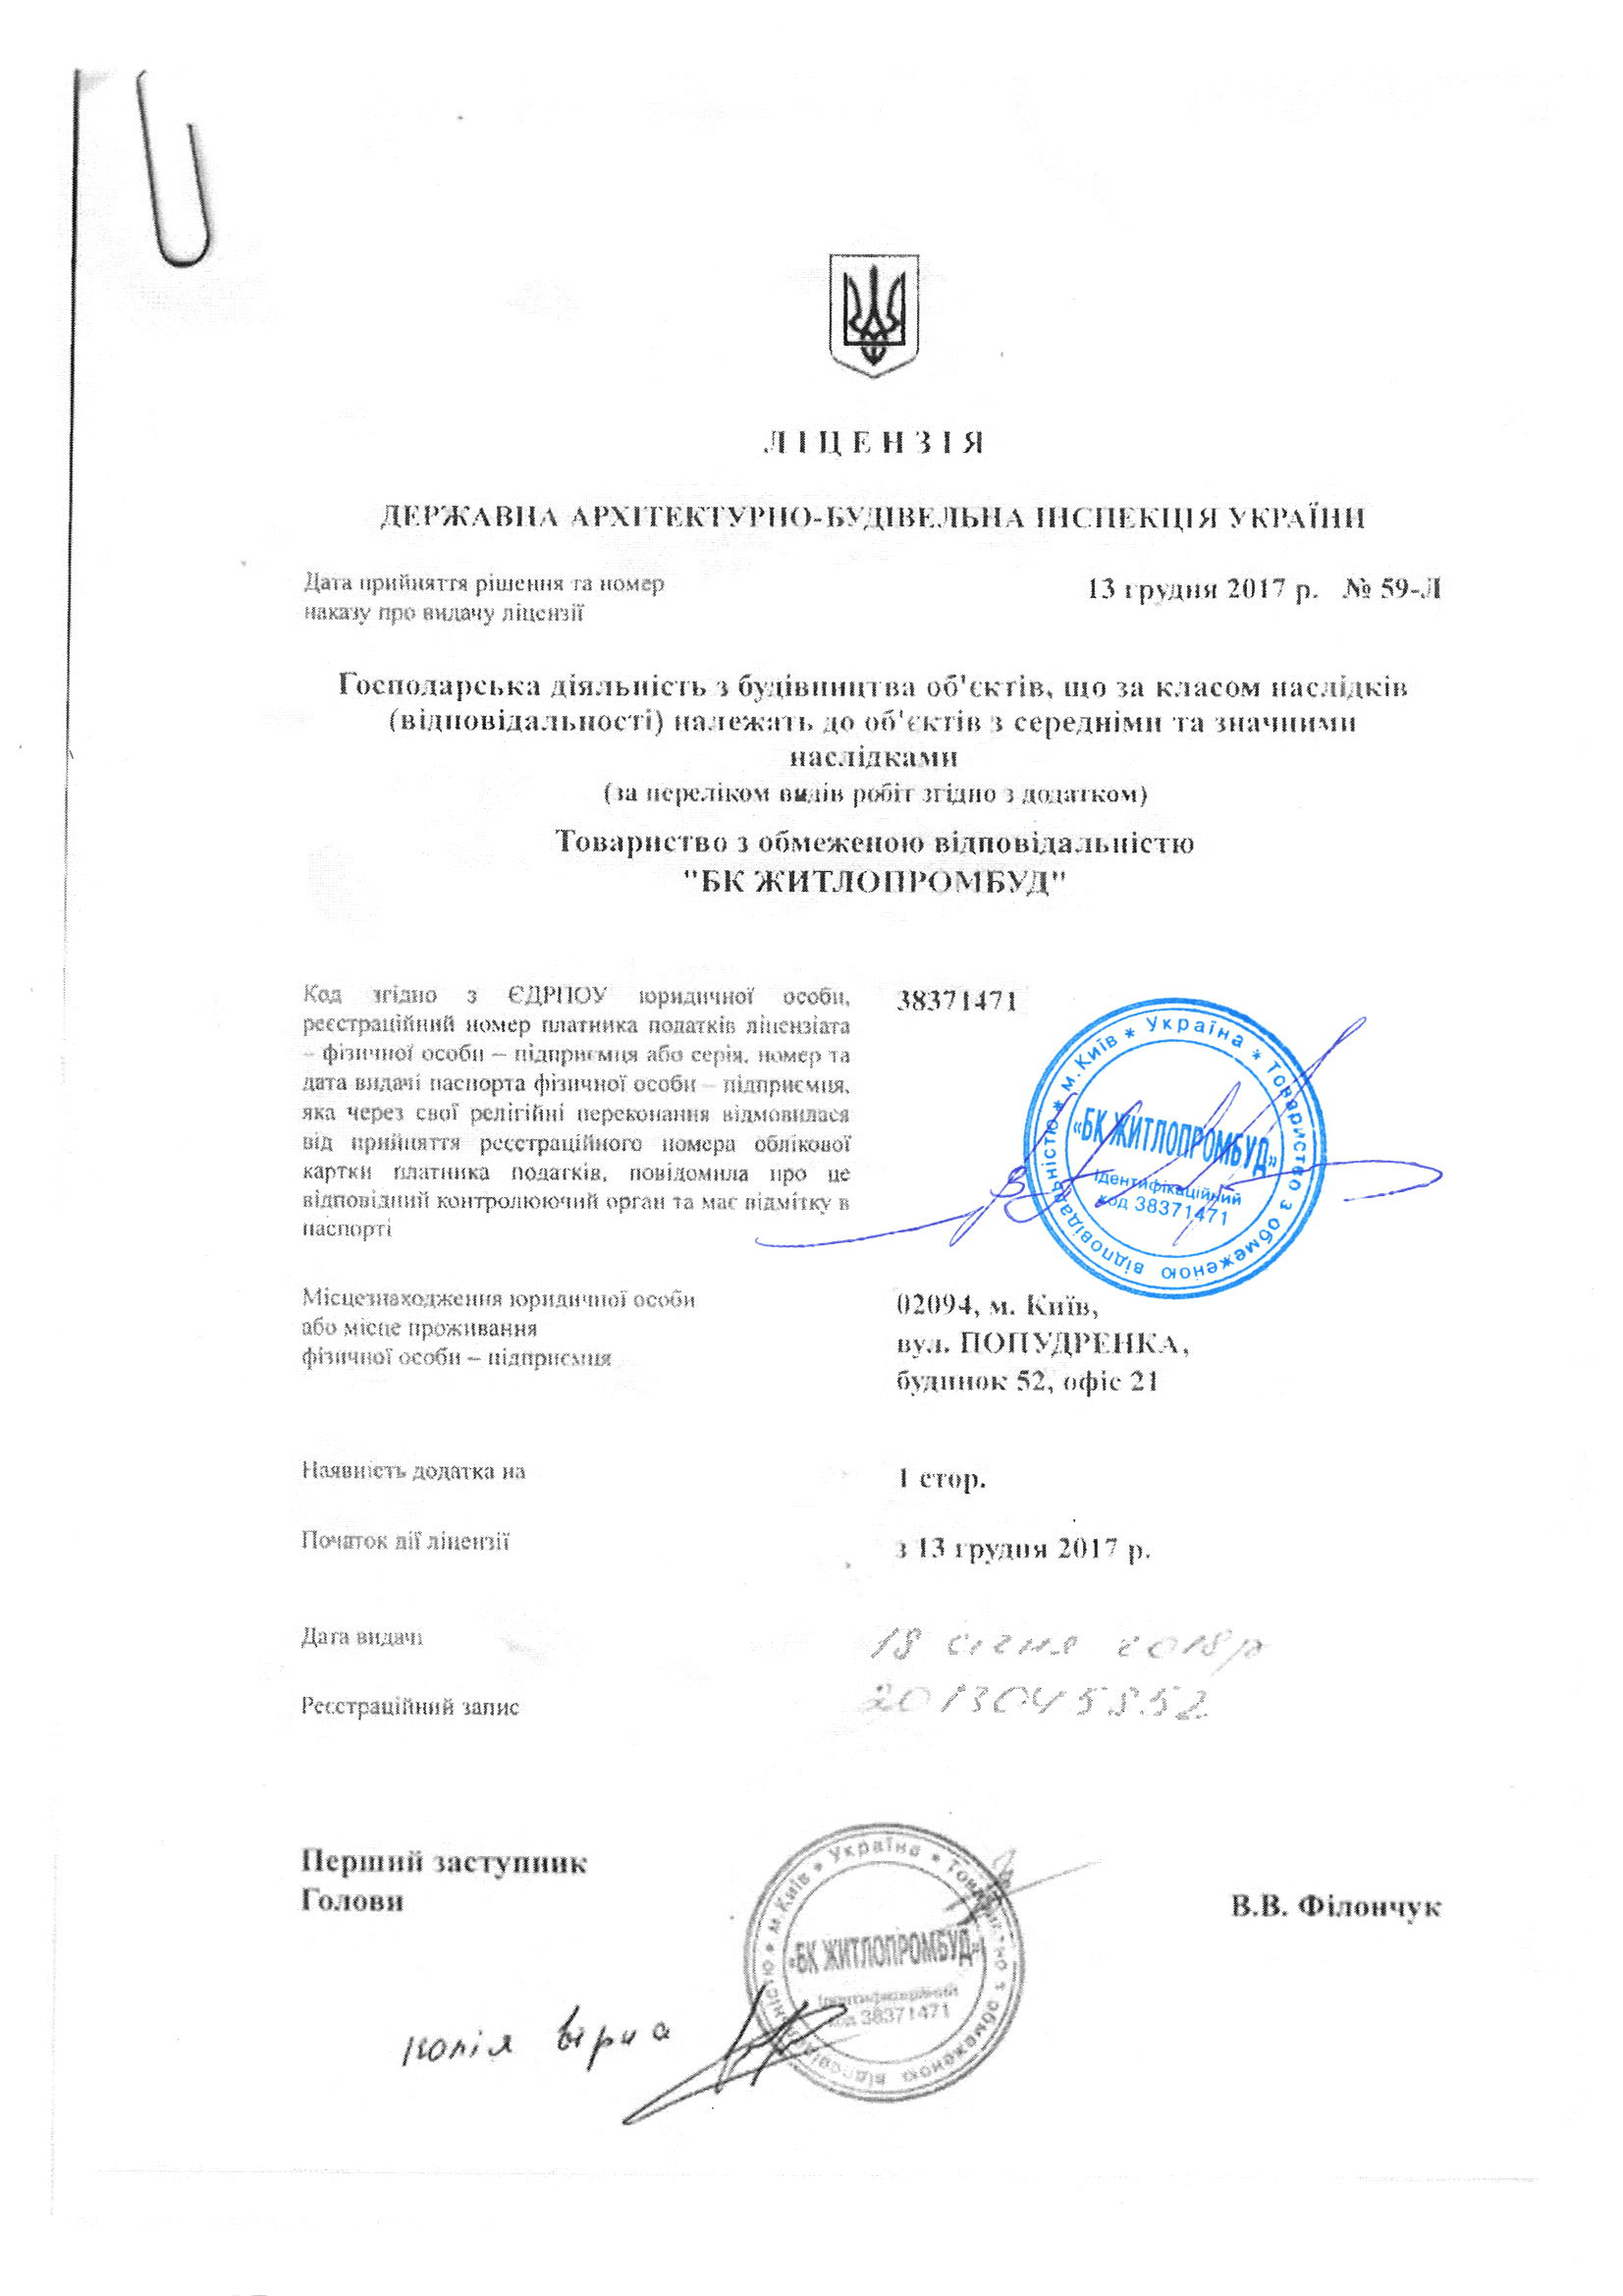 ЛІЦЕНЗІЯ
ДЕРЖАВНА АРХІТЕКТУРНО-БУДІВЕЛЬНА ІНСПЕКЦІЯ УКРАЇНИ
Дата прийняття рішення та номер
наказу про видачу ліцензії
13 грудня 2017 р. № 59-Л
Господарська діяльність з будівництва об'єктів, що за класом наслідків
(відповідальності) належать до об'єктів з середніми та значними
наслідками
(за переліком видів робіт згідно з додатком)
Товариство з обмеженою відповідальністю
"БК ЖИТЛОПРОМБУД"
Код згідно з ЄДРПОУ юридичної особи,
реєстраційний номер платника податків ліцензіата
– фізичної особи – підприємця або серія, номер та
дата видачі паспорта фізичної особи – підприємця,
яка через свої релігійні переконання відмовилася
від прийняття реєстраційного номера облікової
картки платника податків, повідомила про це
відповідний контролюючий орган та має відмітку в
паспорті
38371471
м.Київ * Україна * Товариство з обмеженою відповідальністю *
«БК ЖИТЛОПРОМБУД»
Ідентифікаційний
код 38371471
Місцезнаходження юридичної особи
або місце проживання
фізичної особи – підприємця
02094, м. Київ,
вул. ПОПУДРЕНКА,
будинок 52, офіс 21
Наявність додатка на
1 стор.
Початок дії ліцензії
з 13 грудня 2017 р.
Дата видачі
18 січня 2018р
Реєстраційний запис
2013045852
Перший заступник
Голови
В.В. Філончук
м.Київ * Україна * Товариство з обмеженою відповідальністю *
«БК ЖИТЛОПРОМБУД»
Ідентифікаційний
код 38371471
копія вірна